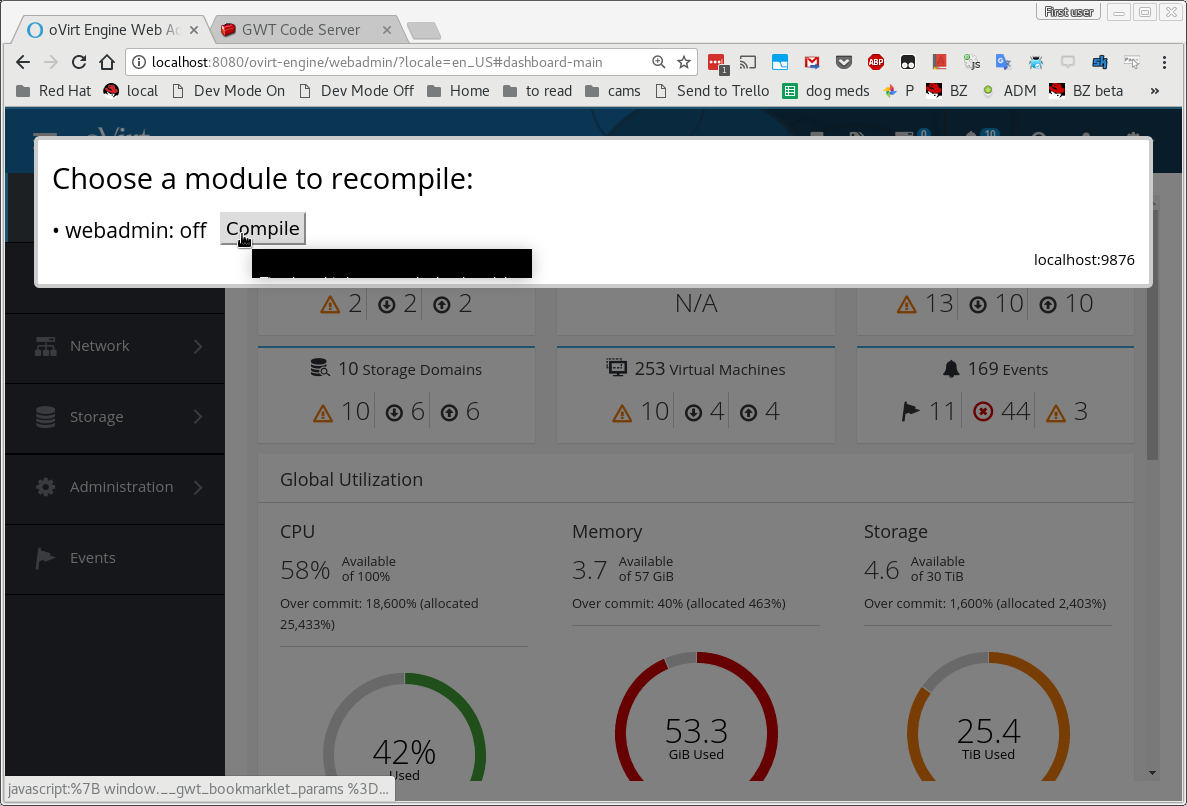 First user
oVirt Engine Web Ac
GWT Code Server
localhost:8080/ovirt-engine/webadmin/?locale=en_US#dashboard-main
1
ABP
Red Hat
local
Dev Mode On
Dev Mode Off
Home
to read
cams
Send to Trello
dog meds
P
BZ
ADM
BZ beta
»
oVirt
0
10
Choose a module to recompile:
• webadmin: off Compile
localhost:9876
2 2 2
N/A
13 10 10
Network
Storage
Administration
Events
10 Storage Domains
10 6 6
253 Virtual Machines
10 4 4
169 Events
11 44 3
Global Utilization
CPU
58% Available
of 100%
Over commit: 18,600% (allocated
25,433%)
42%
Used
Memory
3.7 Available
of 57 GiB
Over commit: 40% (allocated 463%)
53.3
GiB Used
Storage
4.6 Available
of 30 TiB
Over commit: 1,600% (allocated 2,403%)
25.4
TiB Used
javascript:%7B window.__gwt_bookmarklet_params %3D...